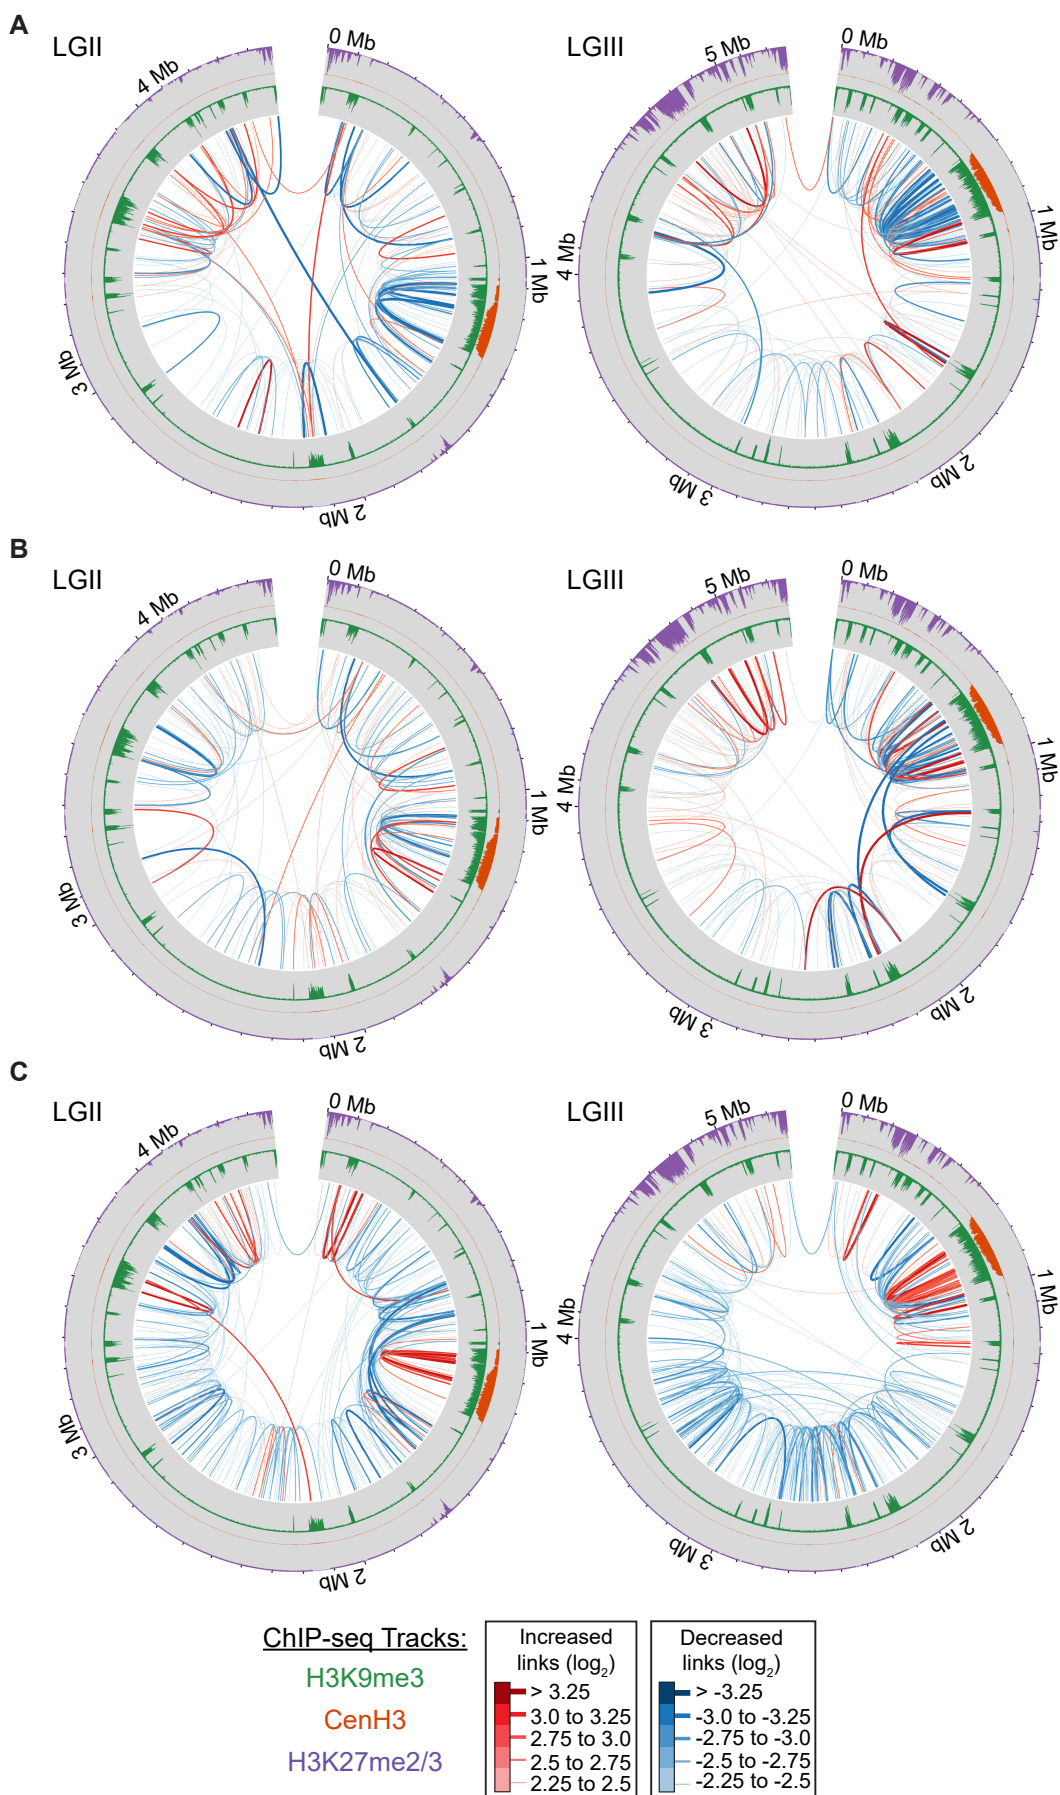 A
LGII
0 Mb
1 Mb
2 Mb
3 Mb
4 Mb
LGIII
0 Mb
1 Mb
2 Mb
3 Mb
4 Mb
5 Mb
B
LGII
0 Mb
1 Mb
2 Mb
3 Mb
4 Mb
LGIII
0 Mb
1 Mb
2 Mb
3 Mb
4 Mb
5 Mb
C
LGII
0 Mb
1 Mb
2 Mb
3 Mb
4 Mb
LGIII
0 Mb
1 Mb
2 Mb
3 Mb
4 Mb
5 Mb
ChIP-seq Tracks:
H3K9me3
CenH3
H3K27me2/3
Increased
links (log₂)
> 3.25
3.0 to 3.25
2.75 to 3.0
2.5 to 2.75
2.25 to 2.5
Decreased
links (log₂)
> -3.25
-3.0 to -3.25
-2.75 to -3.0
-2.5 to -2.75
-2.25 to -2.5